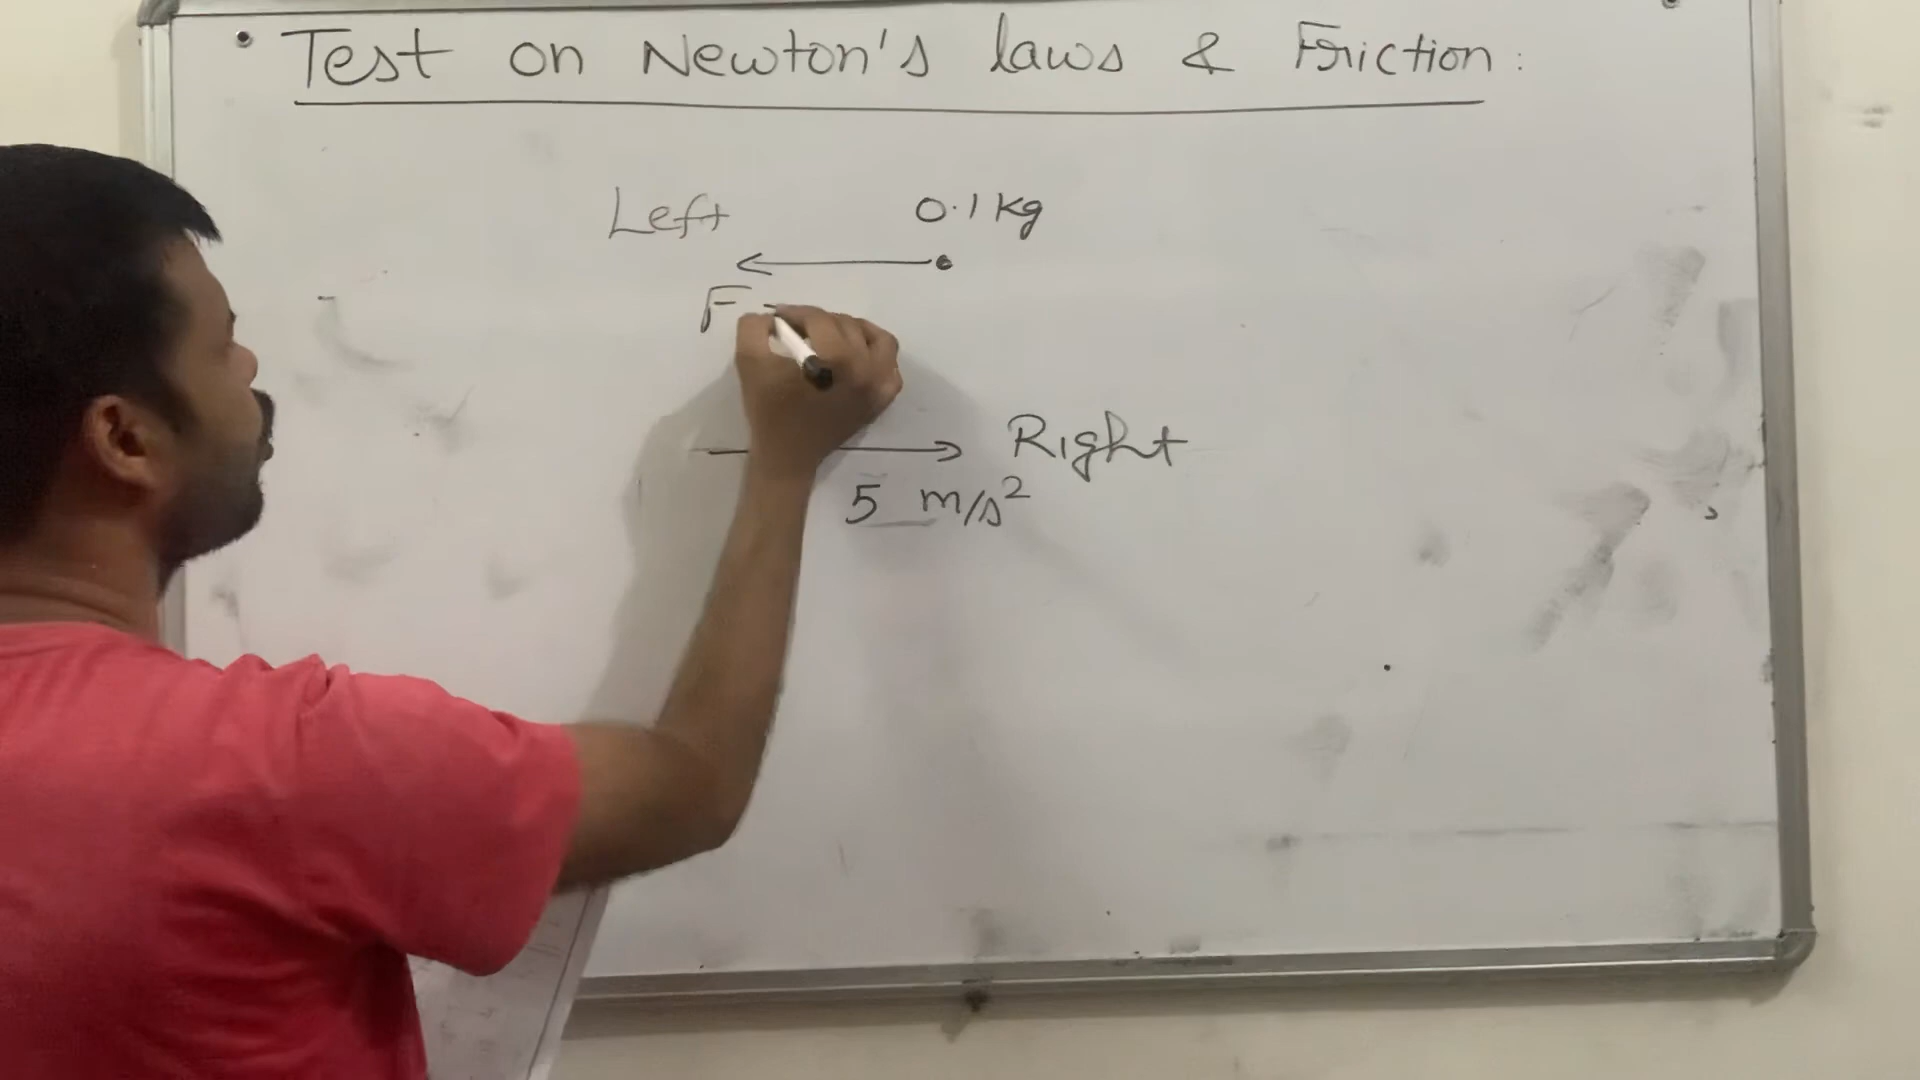 • Test on Newton's laws & Friction:
Left 0.1 kg
F =
Right
5 m/s²